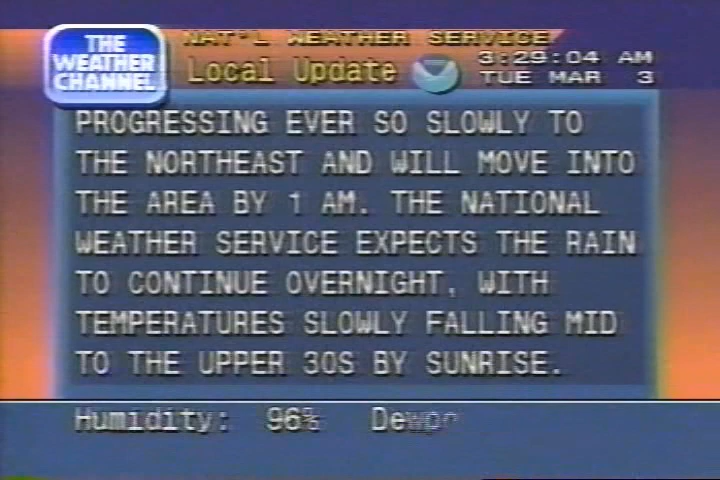 THE
WEATHER
CHANNEL
NAT'L WEATHER SERVICE
Local Update
3:29:04 AM
TUE MAR 3
PROGRESSING EVER SO SLOWLY TO
THE NORTHEAST AND WILL MOVE INTO
THE AREA BY 1 AM. THE NATIONAL
WEATHER SERVICE EXPECTS THE RAIN
TO CONTINUE OVERNIGHT, WITH
TEMPERATURES SLOWLY FALLING MID
TO THE UPPER 30S BY SUNRISE.
Humidity: 96% Dewpo